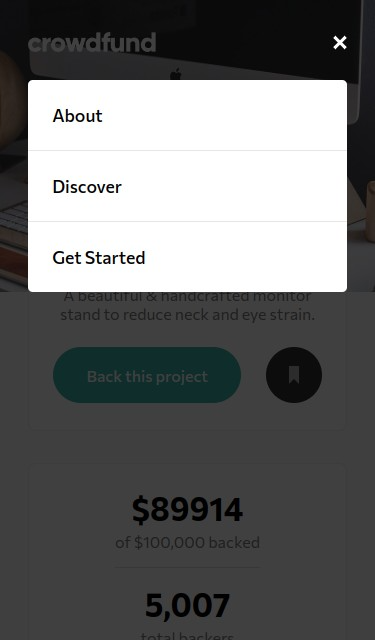 crowdfund
About
Discover
Get Started
A beautiful & handcrafted monitor
stand to reduce neck and eye strain.
Back this project
$89914
of $100,000 backed
5,007
total backers